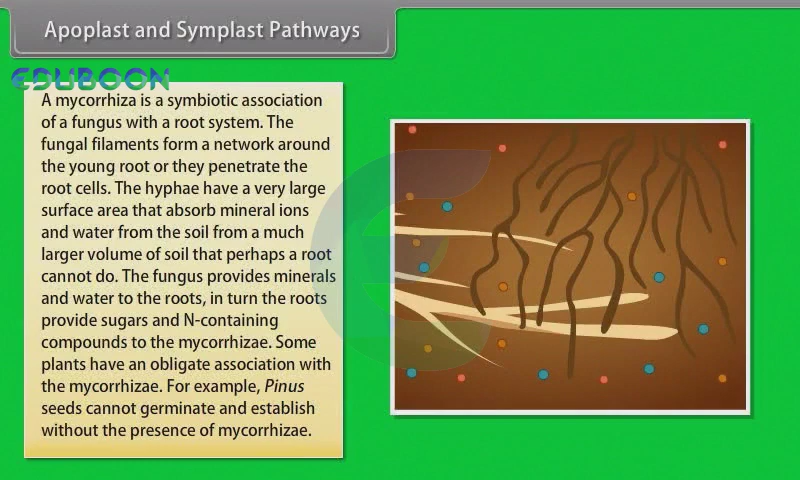 Apoplast and Symplast Pathways
EDUBOON
A mycorrhiza is a symbiotic association
of a fungus with a root system. The
fungal filaments form a network around
the young root or they penetrate the
root cells. The hyphae have a very large
surface area that absorb mineral ions
and water from the soil from a much
larger volume of soil that perhaps a root
cannot do. The fungus provides minerals
and water to the roots, in turn the roots
provide sugars and N-containing
compounds to the mycorrhizae. Some
plants have an obligate association with
the mycorrhizae. For example, Pinus
seeds cannot germinate and establish
without the presence of mycorrhizae.